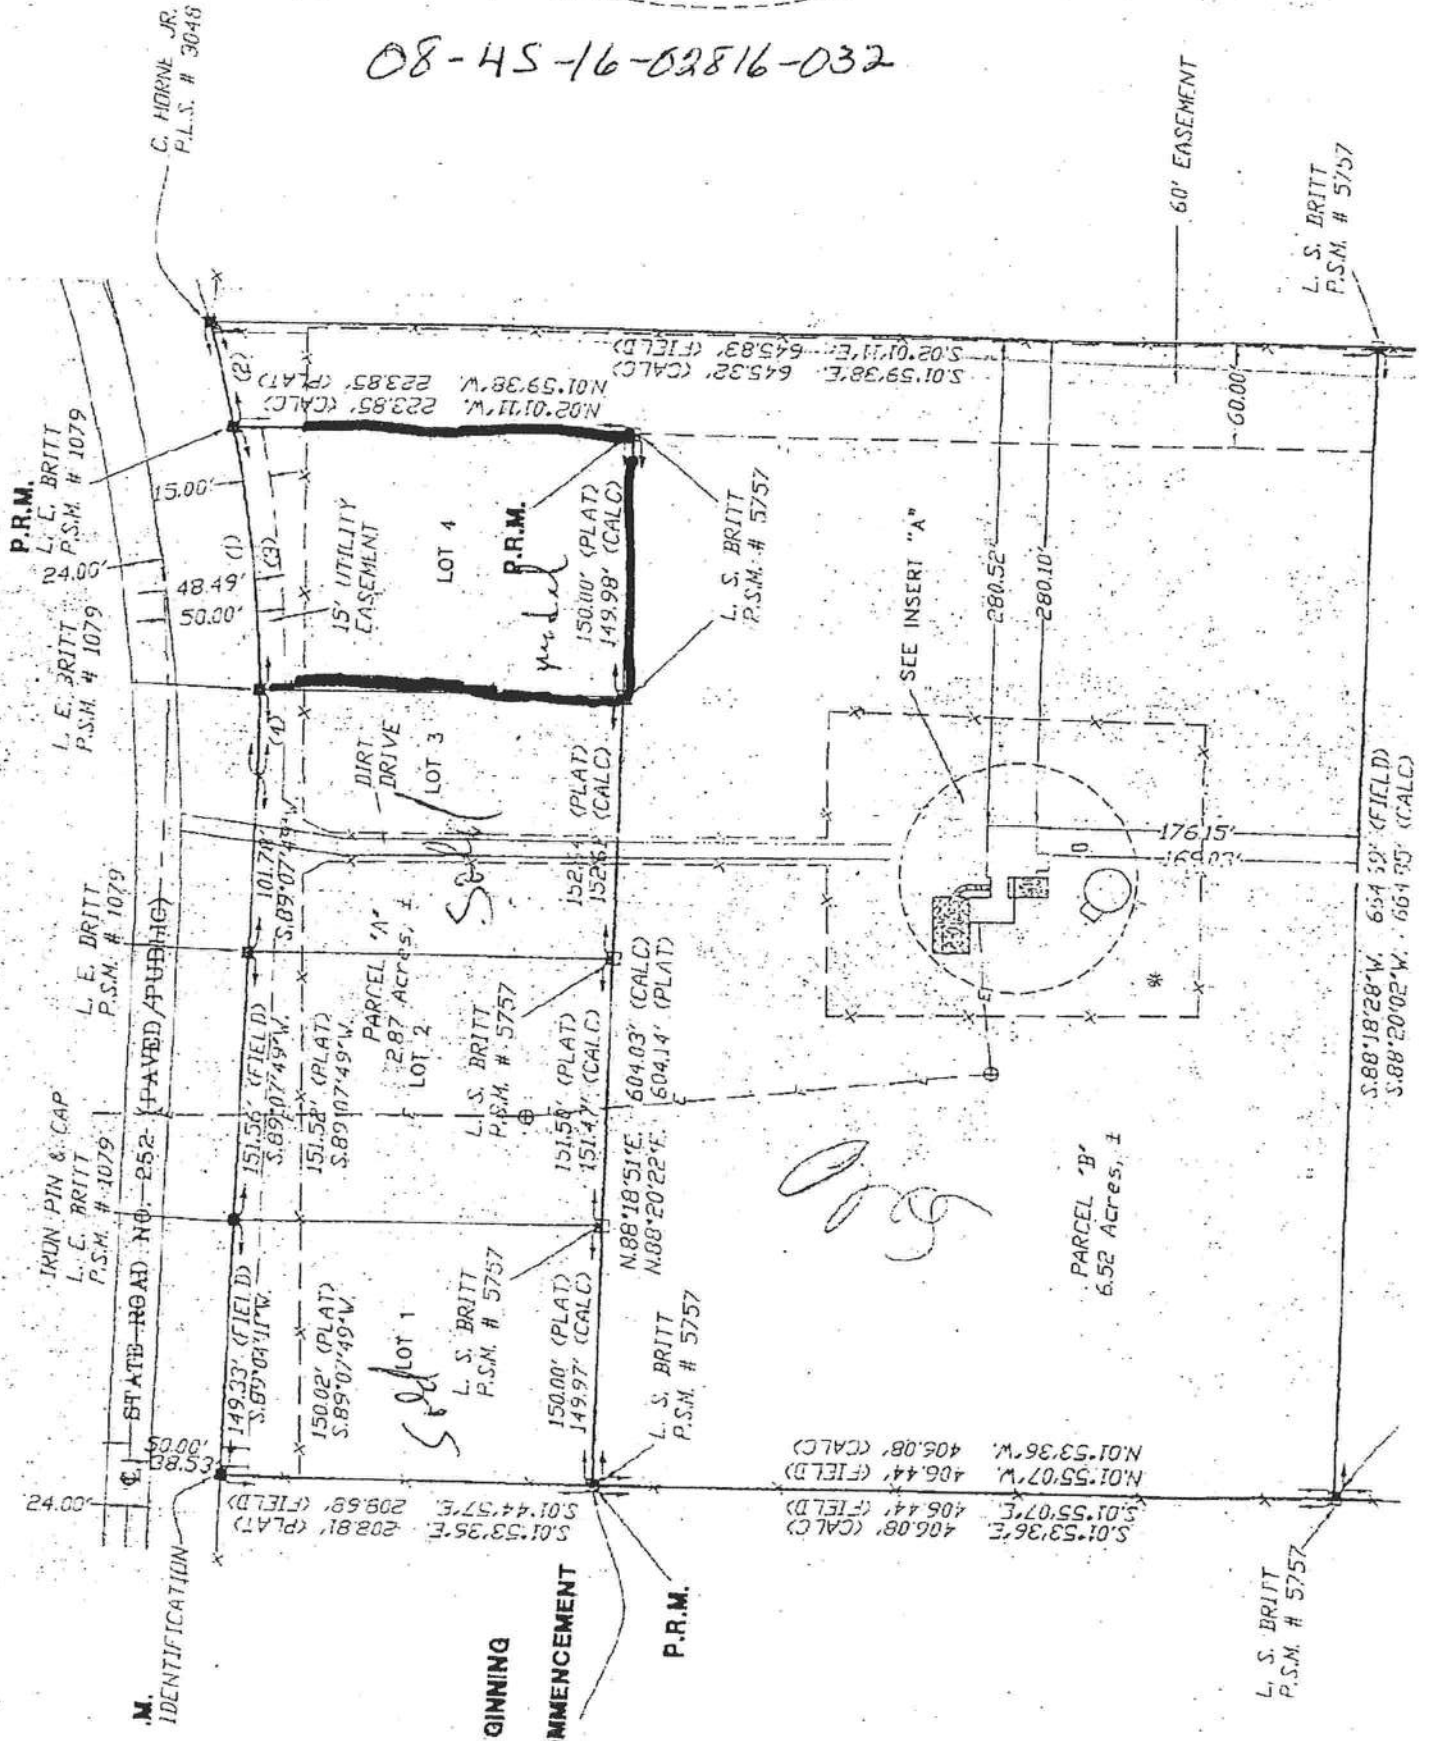 08-4S-16-02816-032
C. HORNE JR.
P.L.S. # 3048
60' EASEMENT
L. S. BRITT
P.S.M. # 5757
P.R.M.
L. E. BRITT
P.S.M. # 1079
24.00'
L. E. BRITT
P.S.M. # 1079
L. E. BRITT
P.S.M. # 1079
IRON PIN & CAP
L. E. BRITT
P.S.M. # 1079
STATE ROAD NO. 252 (PAVED/PUBLIC)
24.00'
50.00'
38.53'
IDENTIFICATION
.M.
(2)
15.00'
(1)
(3)
48.49'
50.00'
15' UTILITY
EASEMENT
LOT 4
P.R.M.
150.00' (PLAT)
149.98' (CALC)
N.02°01'11"W. 223.85' (CALC)
N.01°59'38"W. 223.85' (PLAT)
S.01°59'38"E. 645.32' (CALC)
S.02°01'11"E. 645.83' (FIELD)
L. S. BRITT
P.S.M. # 5757
(4)
DIRT
DRIVE
LOT 3
Sold
(PLAT)
(CALC)
S.89°07'49"W.
151.56' (FIELD)
S.89°07'49"W.
151.52' (PLAT)
S.89°07'49"W.
PARCEL "A"
2.87 Acres, ±
LOT 2
L. S. BRITT
P.S.M. # 5757
151.50' (PLAT)
151.47' (CALC)
N.88°18'51"E. 604.03' (CALC)
N.88°20'22"E. 604.14' (PLAT)
149.33' (FIELD)
S.89°04'11"W.
150.02' (PLAT)
S.89°07'49"W.
LOT 1
Sold
L. S. BRITT
P.S.M. # 5757
150.00' (PLAT)
149.97' (CALC)
L. S. BRITT
P.S.M. # 5757
S.01°53'35"E. 208.81' (PLAT)
S.01°44'57"E. 208.68' (FIELD)
SEE INSERT "A"
280.52'
280.10'
60.00'
176.15'
E
*
PARCEL "B"
6.52 Acres, ±
S.88°18'28"W. (FIELD)
S.88°20'02"W. (CALC)
S.01°53'36"E. 406.08' (CALC)
S.01°55'07"E. 406.44' (FIELD)
N.01°55'07"W. 406.44' (FIELD)
N.01°53'36"W. 406.08' (CALC)
GINNING
MMENCEMENT
P.R.M.
L. S. BRITT
P.S.M. # 5757